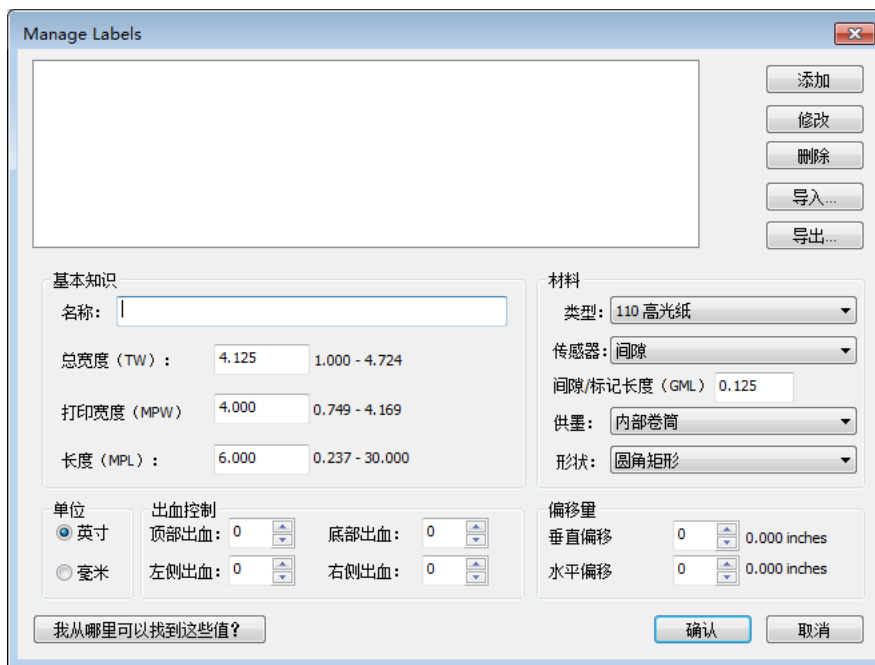 Manage Labels
添加
修改
删除
导入...
导出...
基本知识
名称：
总宽度（TW）： 4.125 1.000 - 4.724
打印宽度（MPW） 4.000 0.749 - 4.169
长度（MPL）： 6.000 0.237 - 30.000
材料
类型： 110 高光纸
传感器： 间隙
间隙/标记长度（GML） 0.125
供墨： 内部卷筒
形状： 圆角矩形
单位
英寸
毫米
出血控制
顶部出血： 0 底部出血： 0
左侧出血： 0 右侧出血： 0
偏移量
垂直偏移 0 0.000 inches
水平偏移 0 0.000 inches
我从哪里可以找到这些值？ 确认 取消